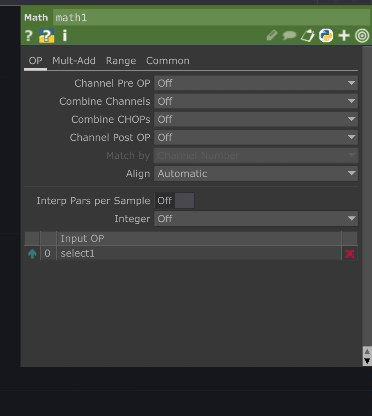 Math math1
? ? i
OP Mult-Add Range Common
Channel Pre OP Off
Combine Channels Off
Combine CHOPs Off
Channel Post OP Off
Match by Channel Number
Align Automatic
Interp Pars per Sample Off
Integer Off
Input OP
0 select1